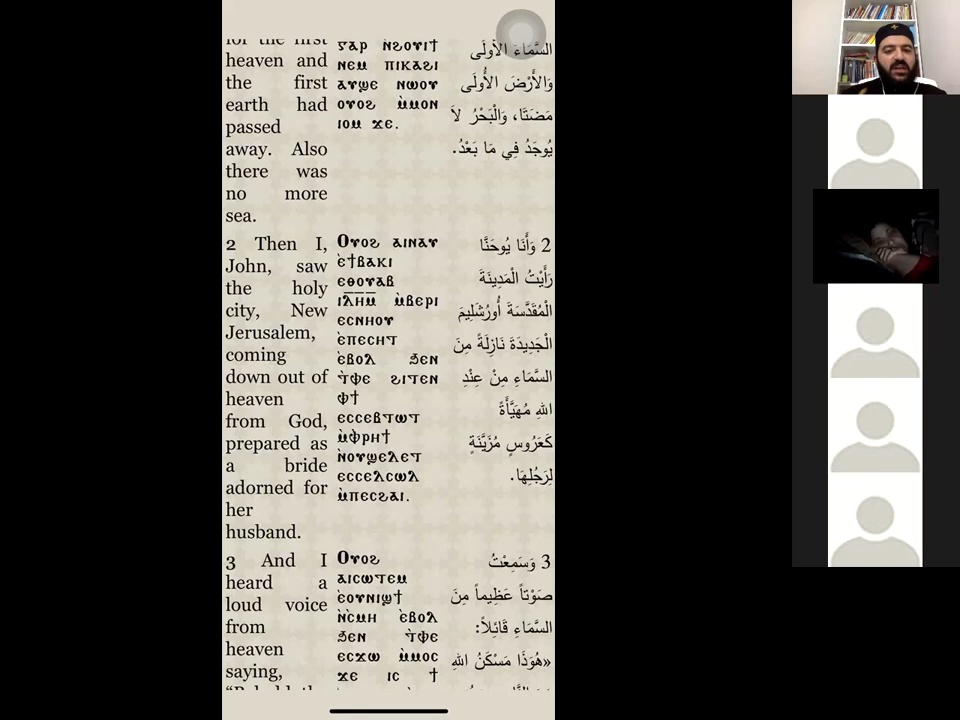 heaven and
the first
earth had
passed
away. Also
there was
no more
sea.
2 Then I,
John, saw
the holy
city, New
Jerusalem,
coming
down out of
heaven
from God,
prepared as
a bride
adorned for
her
husband.
3 And I
heard a
loud voice
from
heaven
saying,
ⲅⲁⲣ ⲛϩⲟⲩⲓϯ
ⲛⲉⲙ ⲡⲓⲕⲁϩⲓ
ⲁⲩϣⲉ ⲛⲱⲟⲩ
ⲟⲩⲟϩ ⲙ̀ⲙⲟⲛ
ⲓⲟⲙ ϫⲉ.
Ⲟⲩⲟϩ ⲁⲓⲛⲁⲩ
ⲉ̀ϯⲃⲁⲕⲓ
ⲉⲑⲟⲩⲁⲃ
ⲓⲗ̅ⲏ̅ⲙ̅ ⲙ̀ⲃⲉⲣⲓ
ⲉⲥⲛⲏⲟⲩ
ⲉ̀ⲡⲉⲥⲏⲧ
ⲉ̀ⲃⲟⲗ ϧⲉⲛ
ⲧ̀ⲫⲉ ϩⲓⲧⲉⲛ
ⲫϯ
ⲉⲥⲥⲉⲃⲧⲱⲧ
ⲙ̀ⲫⲣⲏϯ
ⲛ̀ⲟⲩϣⲉⲗⲉⲧ
ⲉⲥⲥⲉⲗⲥⲱⲗ
ⲙ̀ⲡⲉⲥϩⲁⲓ.
Ⲟⲩⲟϩ
ⲁⲓⲥⲱⲧⲉⲙ
ⲉ̀ⲟⲩⲛⲓϣϯ
ⲛ̀ⲥ̀ⲙⲏ ⲉ̀ⲃⲟⲗ
ϧⲉⲛ ⲧ̀ⲫⲉ
ⲉⲥϫⲱ ⲙ̀ⲙⲟⲥ
ϫⲉ ⲓⲥ ϯ
السَّمَاءَ الأُولَى
وَالأَرْضَ الأُولَى
مَضَتَا، وَالْبَحْرُ لاَ
يُوجَدُ فِي مَا بَعْدُ.
2 وَأَنَا يُوحَنَّا
رَأَيْتُ الْمَدِينَةَ
الْمُقَدَّسَةَ أُورُشَلِيمَ
الْجَدِيدَةَ نَازِلَةً مِنَ
السَّمَاءِ مِنْ عِنْدِ
اللهِ مُهَيَّأَةً
كَعَرُوسٍ مُزَيَّنَةٍ
لِرَجُلِهَا.
3 وَسَمِعْتُ
صَوْتاً عَظِيماً مِنَ
السَّمَاءِ قَائِلاً:
«هُوَذَا مَسْكَنُ اللهِ